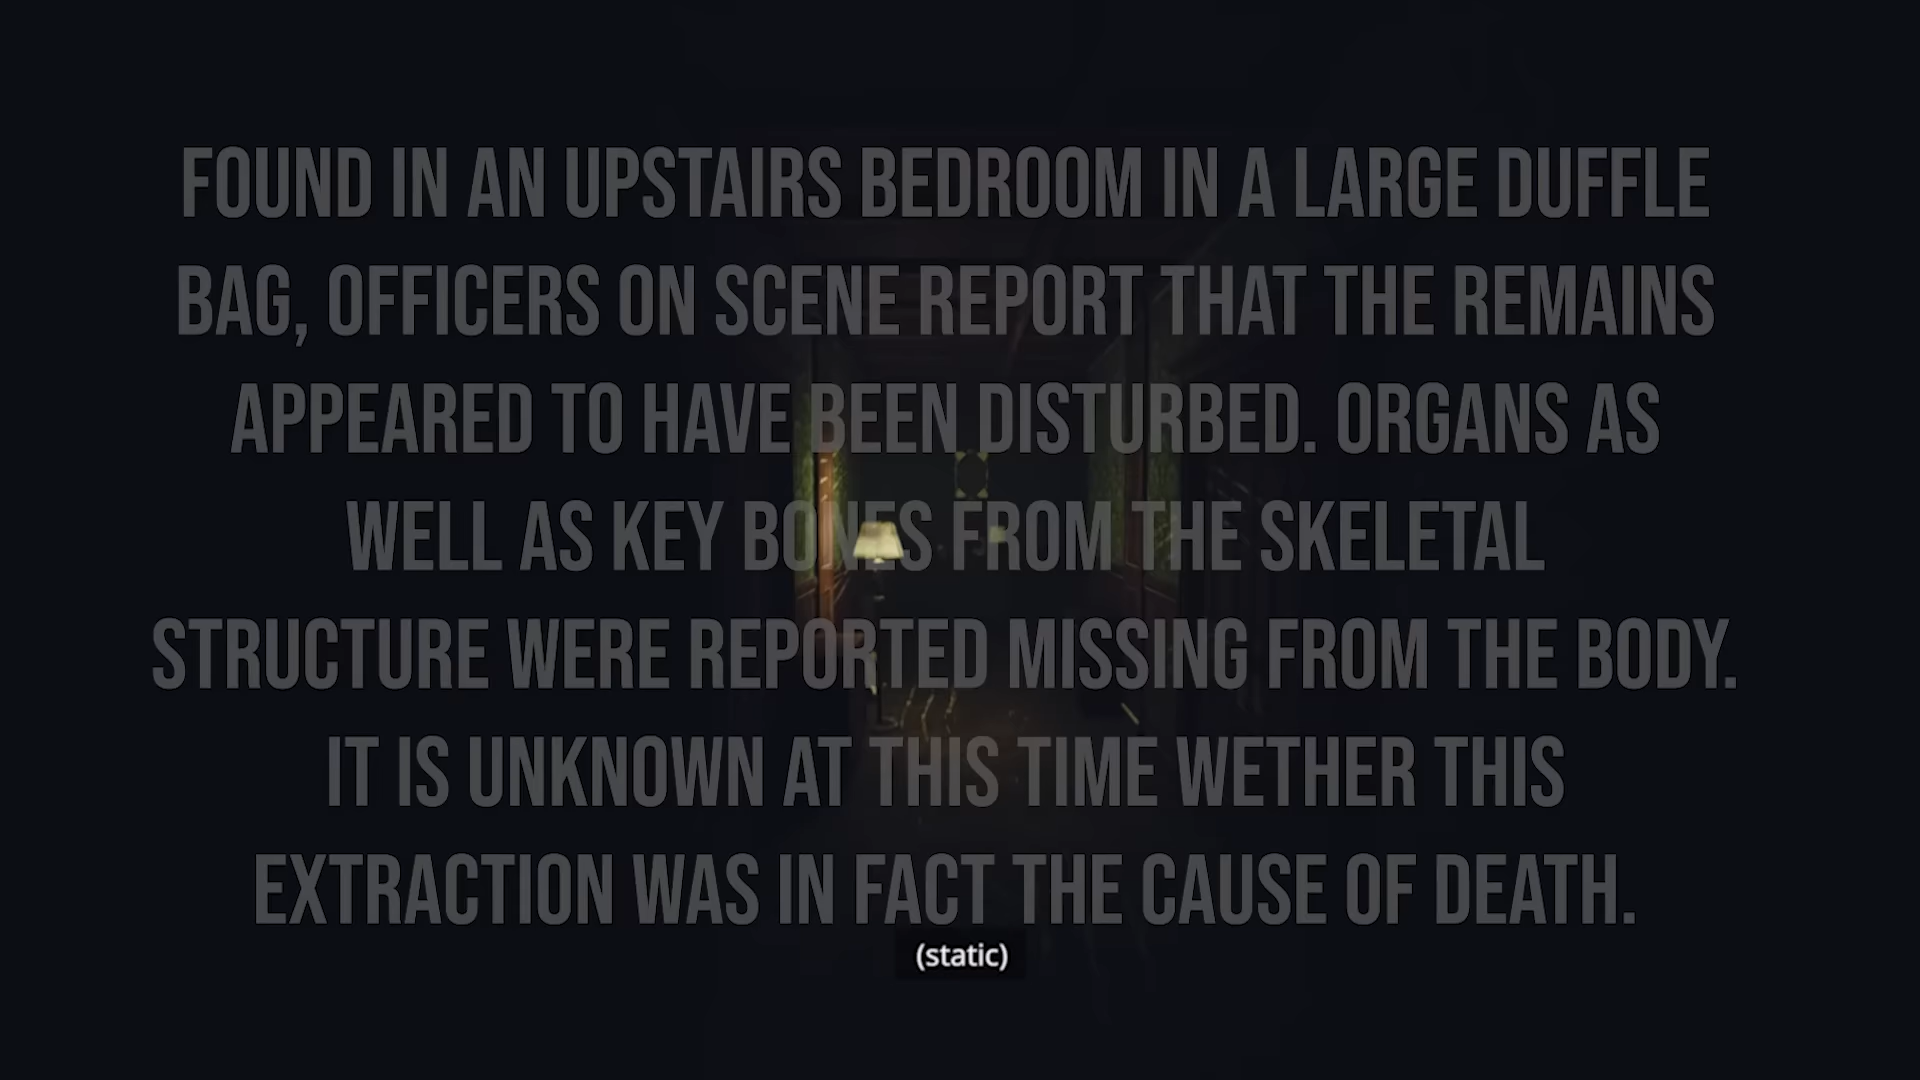 FOUND IN AN UPSTAIRS BEDROOM IN A LARGE DUFFLE
BAG, OFFICERS ON SCENE REPORT THAT THE REMAINS
APPEARED TO HAVE BEEN DISTURBED. ORGANS AS
WELL AS KEY BONES FROM THE SKELETAL
STRUCTURE WERE REPORTED MISSING FROM THE BODY.
IT IS UNKNOWN AT THIS TIME WETHER THIS
EXTRACTION WAS IN FACT THE CAUSE OF DEATH.
(static)